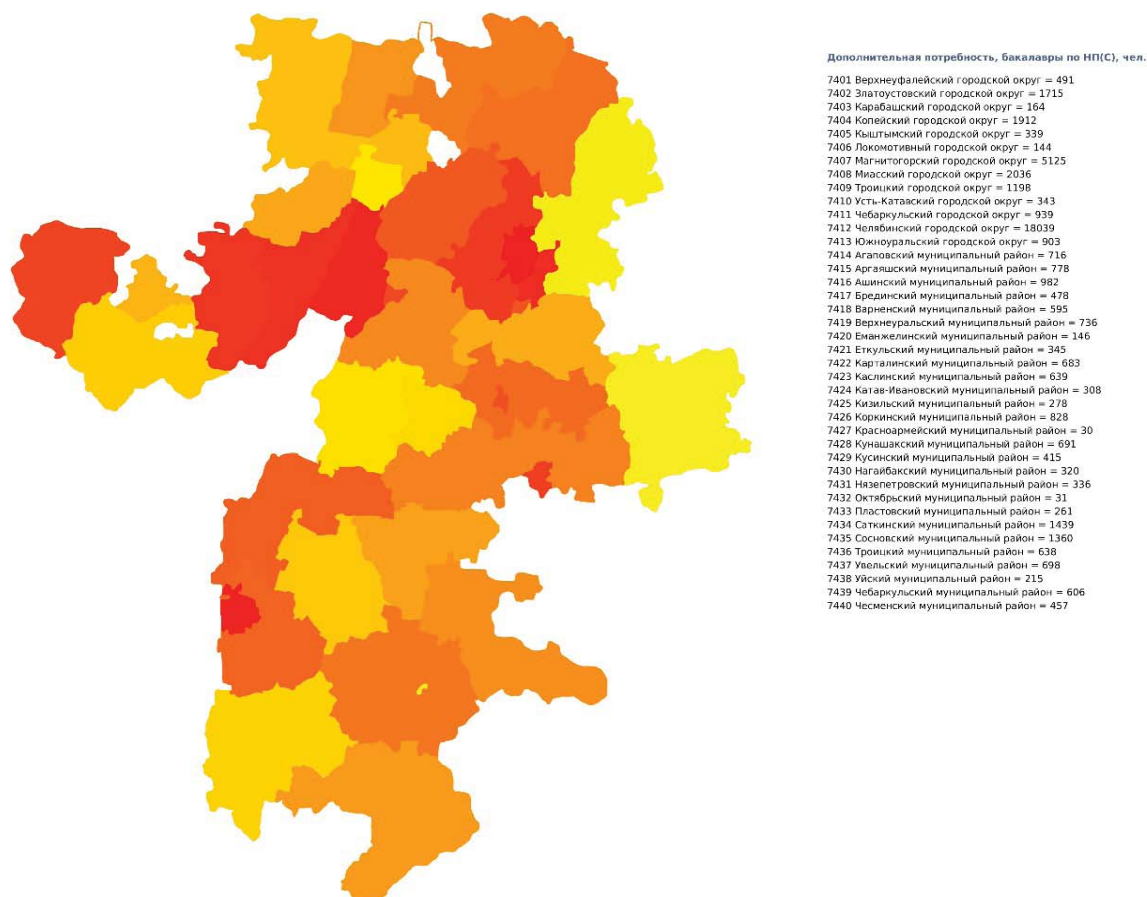 Дополнительная потребность, бакалавры по НП(С), чел.
7401 Верхнеуфалейский городской округ = 491
7402 Златоустовский городской округ = 1715
7403 Карабашский городской округ = 164
7404 Копейский городской округ = 1912
7405 Кыштымский городской округ = 339
7406 Локомотивный городской округ = 144
7407 Магнитогорский городской округ = 5125
7408 Миасский городской округ = 2036
7409 Троицкий городской округ = 1198
7410 Усть-Катавский городской округ = 343
7411 Чебаркульский городской округ = 939
7412 Челябинский городской округ = 18039
7413 Южноуральский городской округ = 903
7414 Агаповский муниципальный район = 716
7415 Аргаяшский муниципальный район = 778
7416 Ашинский муниципальный район = 982
7417 Брединский муниципальный район = 478
7418 Варненский муниципальный район = 595
7419 Верхнеуральский муниципальный район = 736
7420 Еманжелинский муниципальный район = 146
7421 Еткульский муниципальный район = 345
7422 Карталинский муниципальный район = 683
7423 Каслинский муниципальный район = 639
7424 Катав-Ивановский муниципальный район = 308
7425 Кизильский муниципальный район = 278
7426 Коркинский муниципальный район = 828
7427 Красноармейский муниципальный район = 30
7428 Кунашакский муниципальный район = 691
7429 Кусинский муниципальный район = 415
7430 Нагайбакский муниципальный район = 320
7431 Нязепетровский муниципальный район = 336
7432 Октябрьский муниципальный район = 31
7433 Пластовский муниципальный район = 261
7434 Саткинский муниципальный район = 1439
7435 Сосновский муниципальный район = 1360
7436 Троицкий муниципальный район = 638
7437 Увельский муниципальный район = 698
7438 Уйский муниципальный район = 215
7439 Чебаркульский муниципальный район = 606
7440 Чесменский муниципальный район = 457